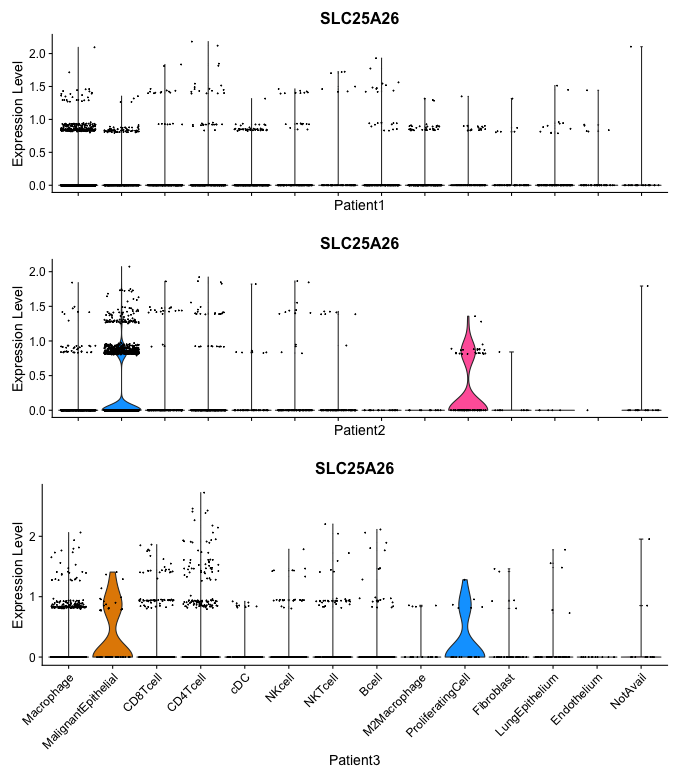 SLC25A26
Expression Level
2.0
1.5
1.0
0.5
0.0
Patient1
SLC25A26
Expression Level
2.0
1.5
1.0
0.5
0.0
Patient2
SLC25A26
Expression Level
2
1
0
Macrophage
MalignantEpithelial
CD8Tcell
CD4Tcell
cDC
NKcell
NKTcell
Bcell
M2Macrophage
ProliferatingCell
Fibroblast
LungEpithelium
Endothelium
NotAvail
Patient3